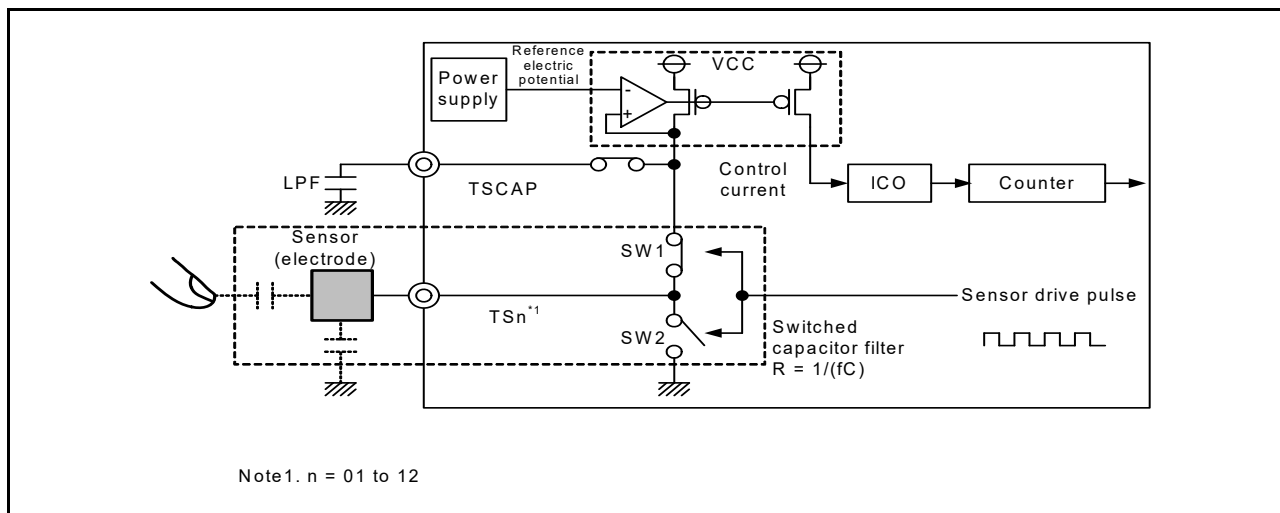 Reference
electric
potential
VCC
Power
supply
-
+
LPF
TSCAP
Control
current
ICO
Counter
Sensor
(electrode)
SW1
TSn*1
Sensor drive pulse
SW2
Switched
capacitor filter
R = 1/(fC)
Note1. n = 01 to 12